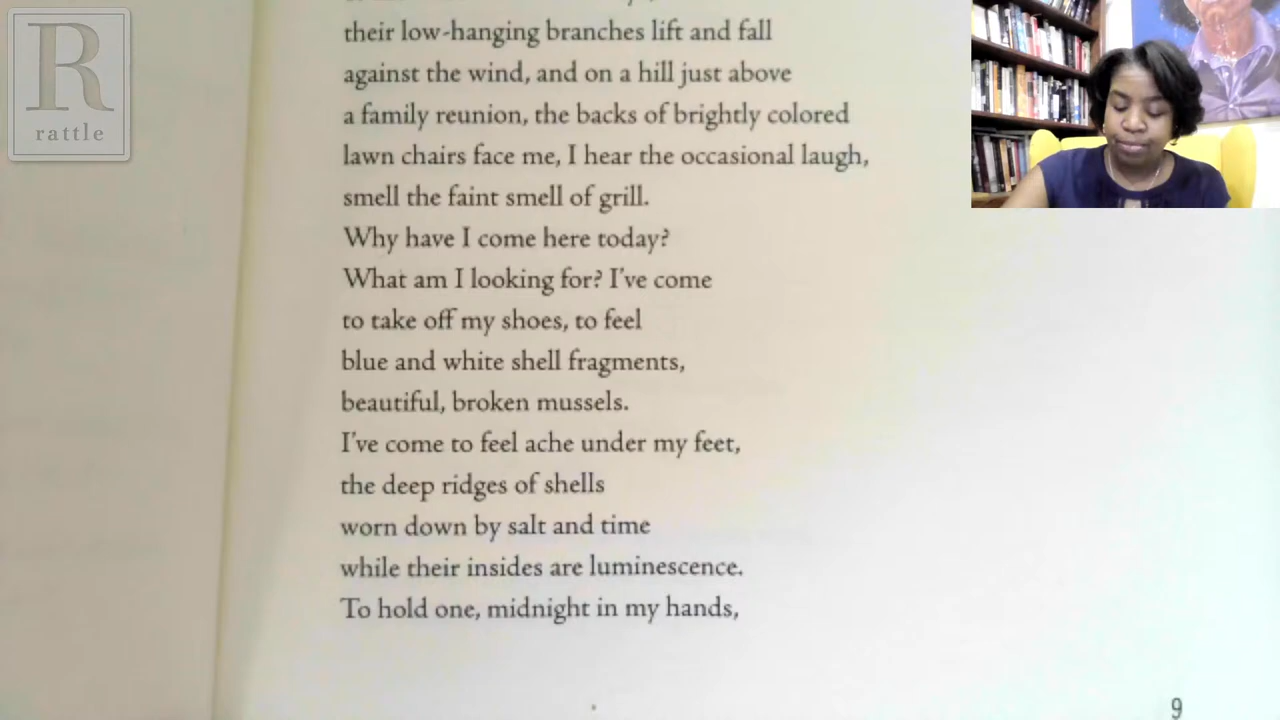 R
rattle
their low-hanging branches lift and fall
against the wind, and on a hill just above
a family reunion, the backs of brightly colored
lawn chairs face me, I hear the occasional laugh,
smell the faint smell of grill.
Why have I come here today?
What am I looking for? I've come
to take off my shoes, to feel
blue and white shell fragments,
beautiful, broken mussels.
I've come to feel ache under my feet,
the deep ridges of shells
worn down by salt and time
while their insides are luminescence.
To hold one, midnight in my hands,
9